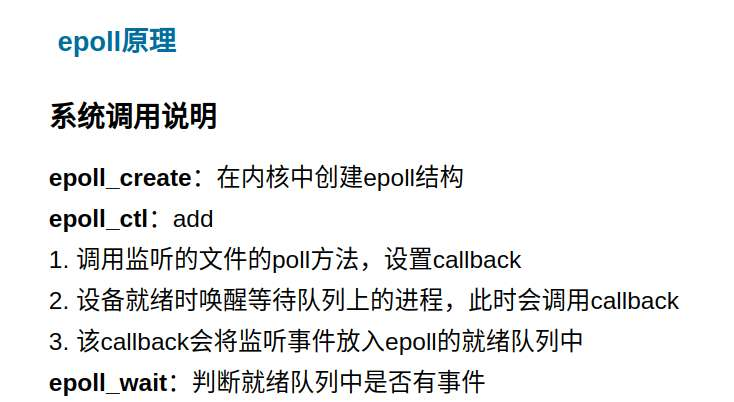 epoll原理
系统调用说明
epoll_create：在内核中创建epoll结构
epoll_ctl：add
1. 调用监听的文件的poll方法，设置callback
2. 设备就绪时唤醒等待队列上的进程，此时会调用callback
3. 该callback会将监听事件放入epoll的就绪队列中
epoll_wait：判断就绪队列中是否有事件